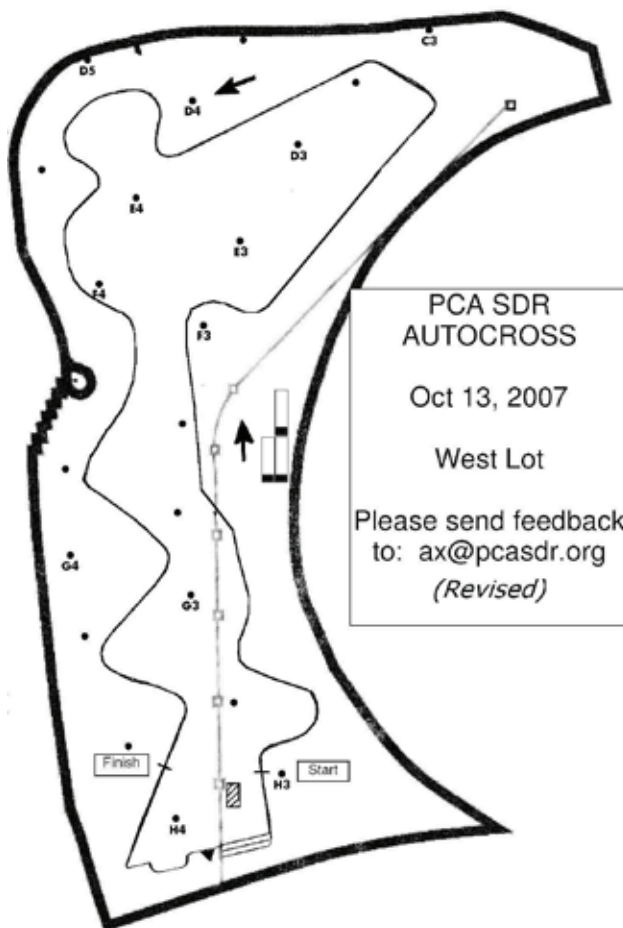 C3
D5
D4
D3
E4
E3
F4
F3
PCA SDR
AUTOCROSS
Oct 13, 2007
West Lot
Please send feedback
to: ax@pcasdr.org
(Revised)
G4
G3
Finish
Start
H3
H4